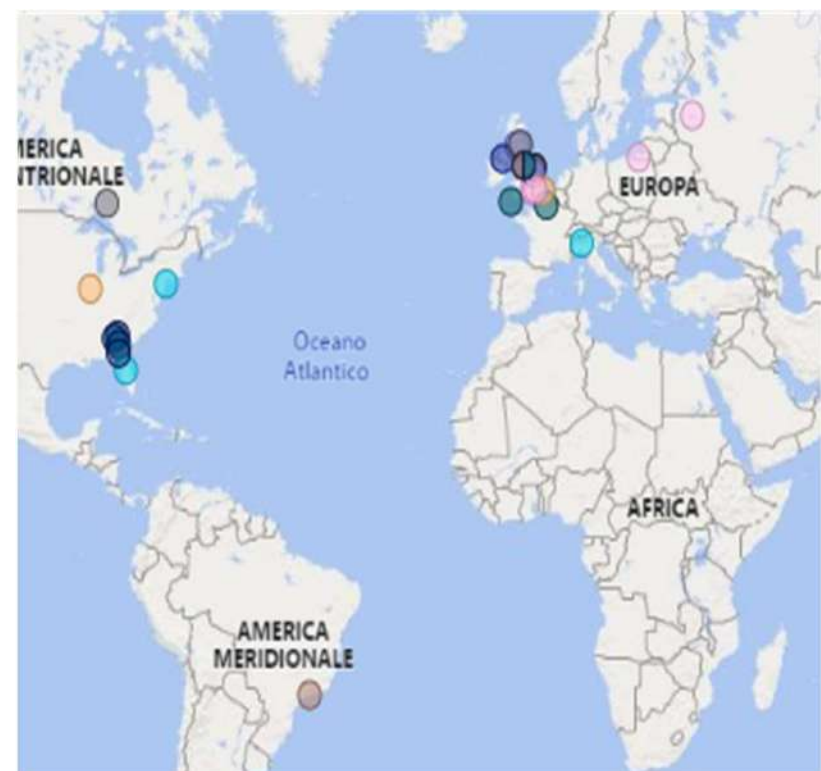 MERICA
NTRIONALE
EUROPA
Oceano
Atlantico
AFRICA
AMERICA
MERIDIONALE